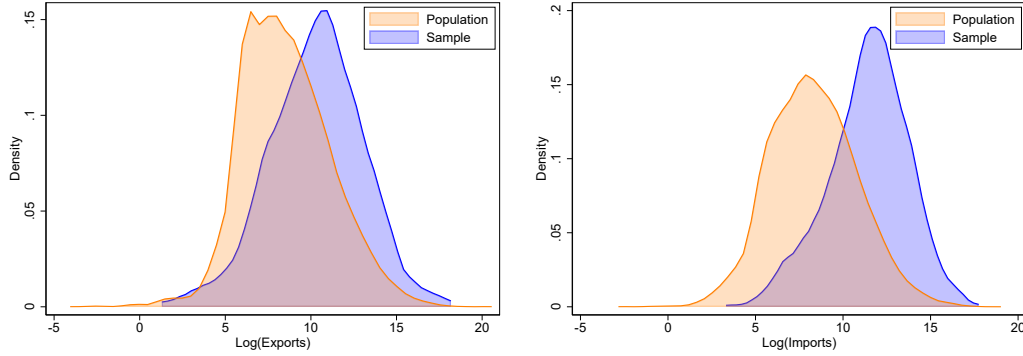 Population
Sample
.15
.1
.05
0
Density
-5 0 5 10 15 20
Log(Exports)
Population
Sample
.2
.15
.1
.05
0
Density
-5 0 5 10 15 20
Log(Imports)